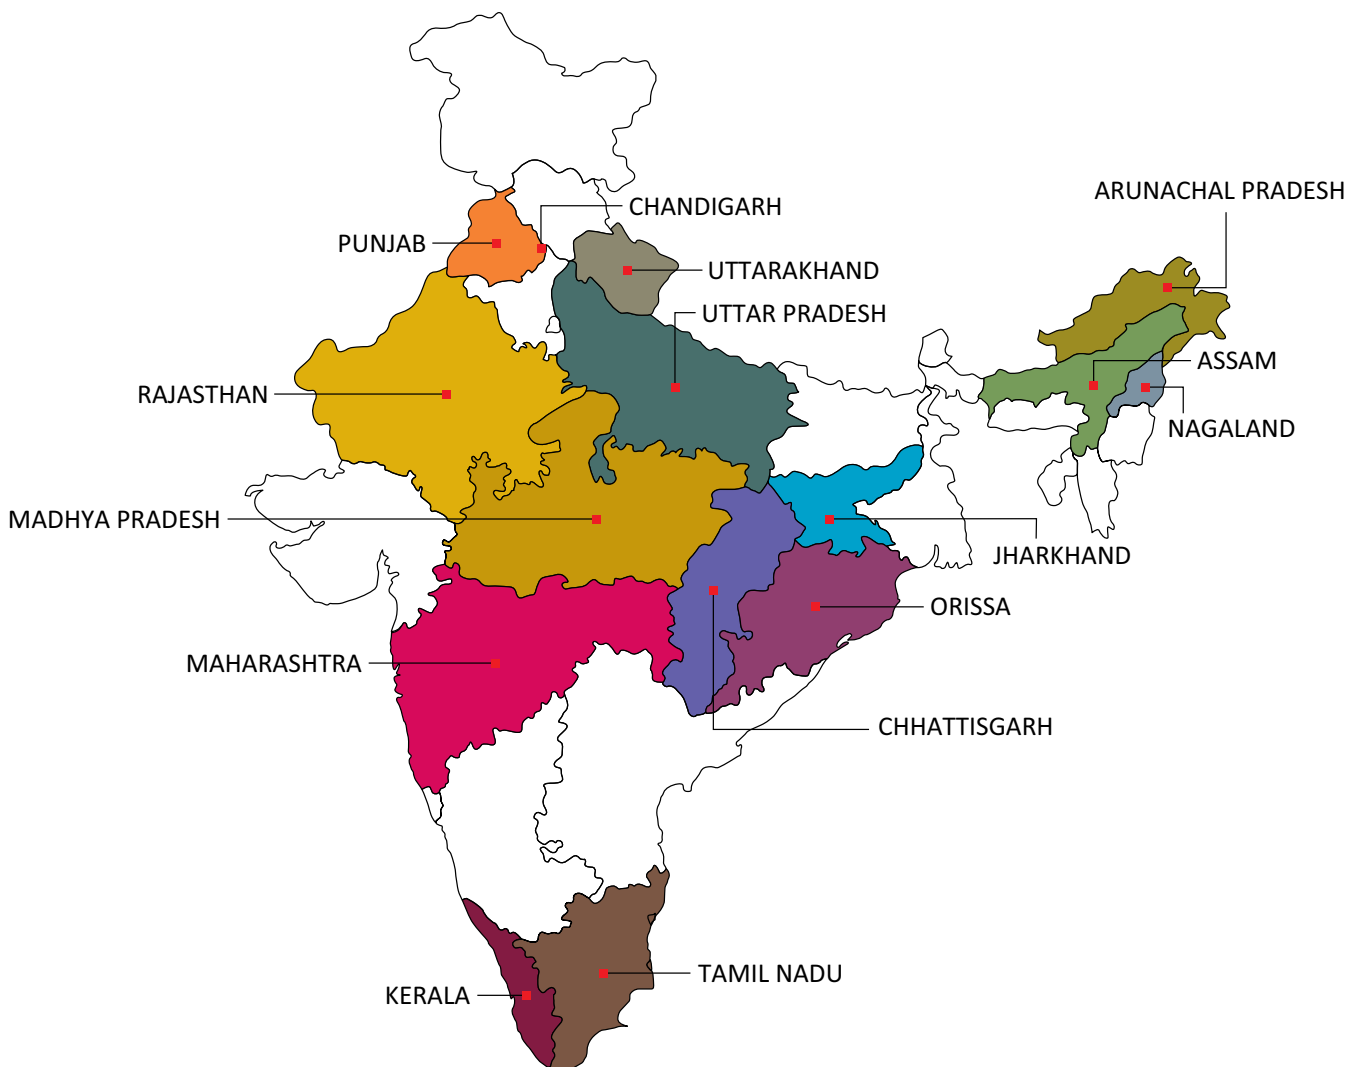 ARUNACHAL PRADESH
CHANDIGARH
PUNJAB
UTTARAKHAND
UTTAR PRADESH
ASSAM
RAJASTHAN
NAGALAND
MADHYA PRADESH
JHARKHAND
ORISSA
MAHARASHTRA
CHHATTISGARH
TAMIL NADU
KERALA